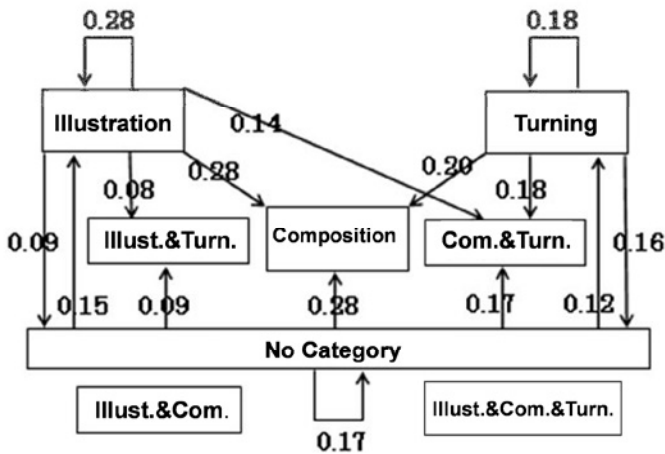 0.28
0.18
Illustration
Turning
0.14
0.08
0.28
0.20
0.18
0.09
Illust.&Turn.
Composition
Com.&Turn.
0.16
0.15
0.09
0.28
0.17
0.12
No Category
Illust.&Com.
Illust.&Com.&Turn.
0.17